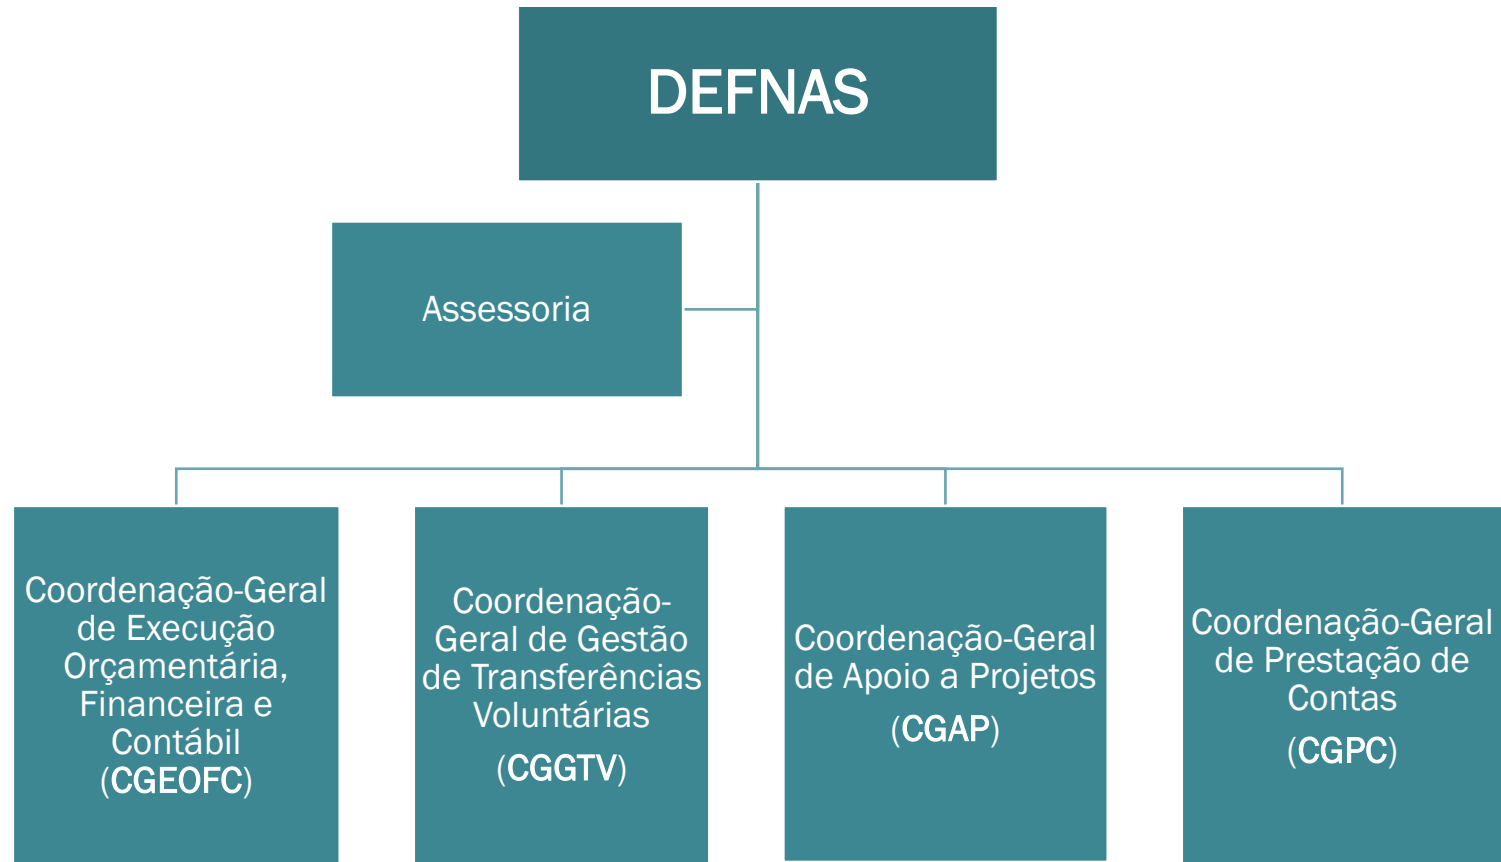 DEFNAS
Assessoria
Coordenação-Geral
de Execução
Orçamentária,
Financeira e
Contábil
(CGEOFC)
Coordenação-
Geral de Gestão
de Transferências
Voluntárias
(CGGTV)
Coordenação-Geral
de Apoio a Projetos
(CGAP)
Coordenação-Geral
de Prestação de
Contas
(CGPC)